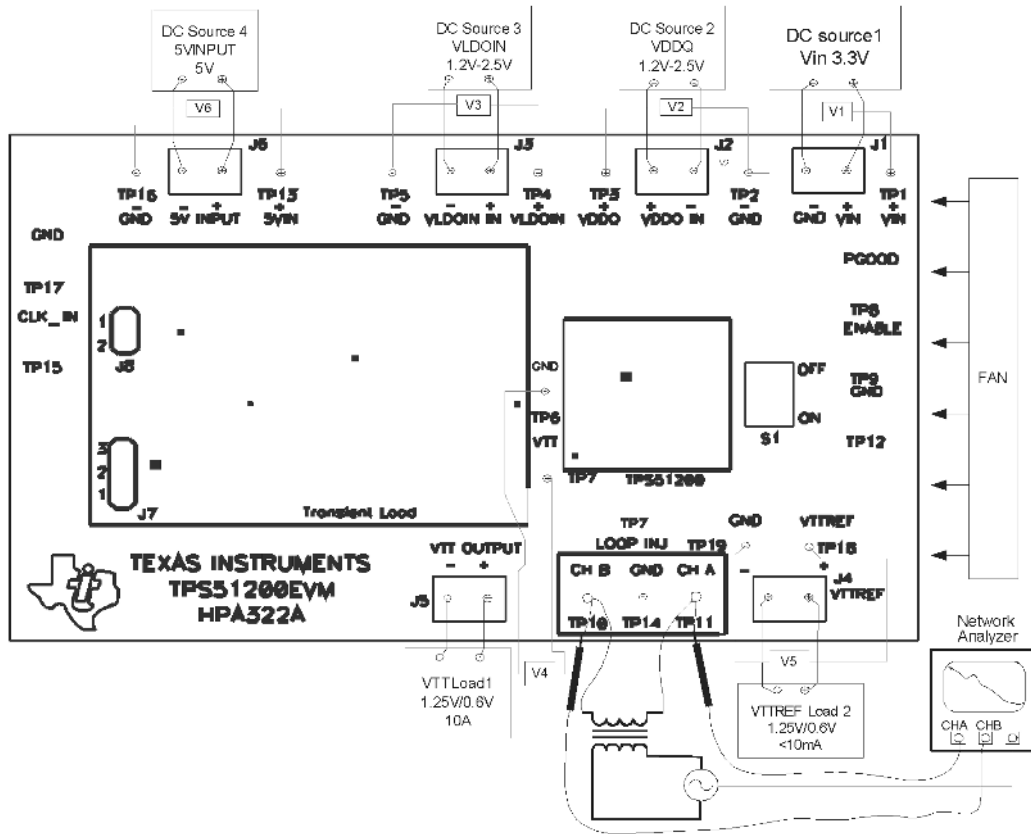 DC Source 4
5VINPUT
5V
DC Source 3
VLDOIN
1.2V-2.5V
DC Source 2
VDDQ
1.2V-2.5V
DC source1
Vin 3.3V
V6
V3
V2
V1
J6
J3
J2
J1
TP16
-
GND
-
+
5V INPUT
TP13
+
5VIN
TP5
-
GND
-
+
VLDOIN IN
TP4
+
VLDOIN
TP3
+
VDDQ
+
-
VDDQ IN
TP2
-
GND
-
+
GND VIN
TP1
+
VIN
GND
TP17
CLK_IN
TP15
1
2
J8
3
2
1
J7
Transient Load
GND
TP6
VTT
TP7
TPS51200
OFF
ON
S1
PGOOD
TP8
ENABLE
TP9
GND
TP12
FAN
TEXAS INSTRUMENTS
TPS51200EVM
HPA322A
VTT OUTPUT
-
+
J5
TP7
LOOP INJ
CH B GND CH A
TP10 TP14 TP11
GND
TP19
-
VTTREF
TP18
+
J4
VTTREF
VTTLoad1
1.25V/0.6V
10A
V4
V5
VTTREF Load 2
1.25V/0.6V
<10mA
Network
Analyzer
CHA CHB